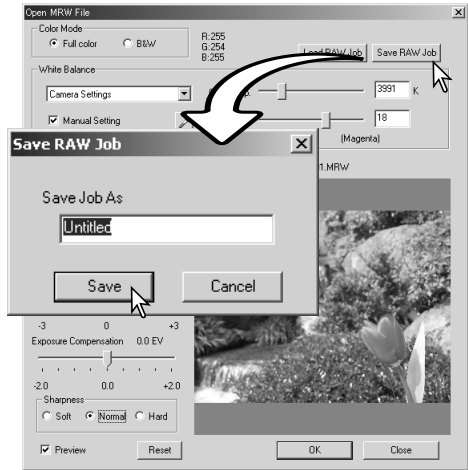 Open MRW File
Color Mode
Full color B&W
R:255
G:254
B:255
Load RAW Job Save RAW Job
White Balance
Camera Settings
3991 K
Manual Setting
18
(Magenta)
1.MRW
Save RAW Job
Save Job As
Untitled
Save Cancel
-3 0 +3
Exposure Compensation 0.0 EV
-2.0 0.0 +2.0
Sharpness
Soft Normal Hard
Preview Reset OK Close